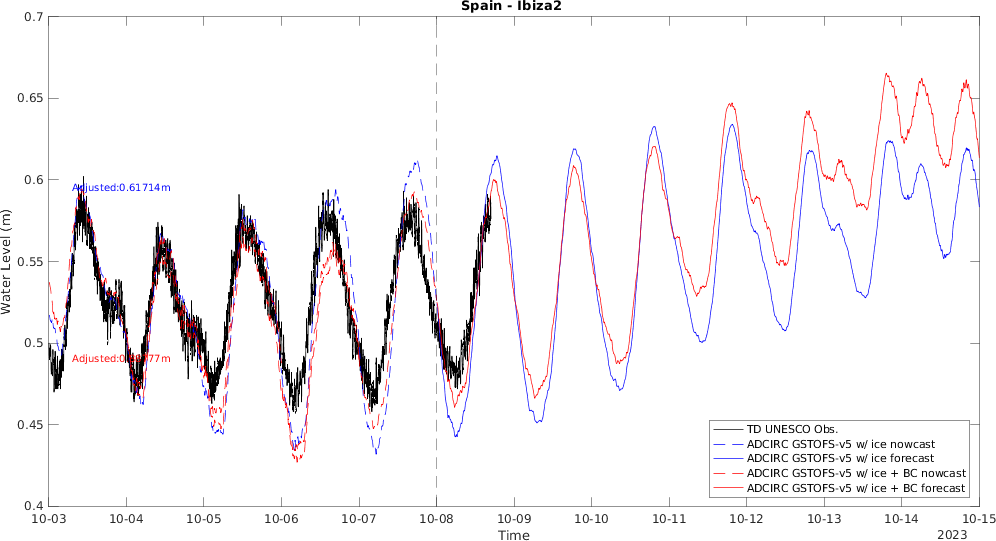 Spain - Ibiza2
0.7
0.65
0.6
0.55
0.5
0.45
0.4
Water Level (m)
Adjusted:0.61714m
TD UNESCO Obs.
ADCIRC GSTOFS-v5 w/ ice nowcast
ADCIRC GSTOFS-v5 w/ ice forecast
ADCIRC GSTOFS-v5 w/ ice + BC nowcast
ADCIRC GSTOFS-v5 w/ ice + BC forecast
10-03 10-04 10-05 10-06 10-07 10-08 10-09 10-10 10-11 10-12 10-13 10-14 10-15
Time
2023